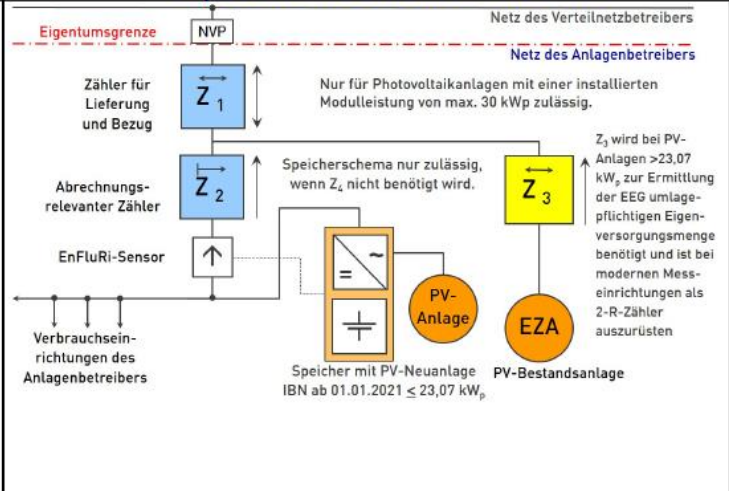 Netz des Verteilnetzbetreibers
Eigentumsgrenze
NVP
Netz des Anlagenbetreibers
Zähler für
Lieferung
und Bezug
Z 1
Nur für Photovoltaikanlagen mit einer installierten
Modulleistung von max. 30 kWp zulässig.
Abrechnungs-
relevanter Zähler
Z 2
Speicherschema nur zulässig,
wenn Z₄ nicht benötigt wird.
Z 3
Z₃ wird bei PV-
Anlagen >23,07
kWₚ zur Ermittlung
der EEG umlage-
pflichtigen Eigen-
versorgungsmenge
benötigt und ist bei
modernen Mess-
einrichtungen als
2-R-Zähler
auszurüsten
EnFluRi-Sensor
=
~
PV-
Anlage
EZA
Verbrauchsein-
richtungen des
Anlagenbetreibers
Speicher mit PV-Neuanlage
IBN ab 01.01.2021 ≤ 23,07 kWₚ
PV-Bestandsanlage